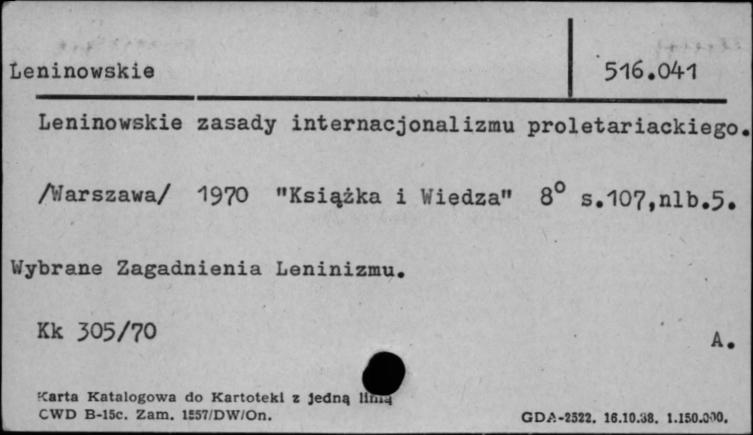 Leninowskie 516.041
Leninowskie zasady internacjonalizmu proletariackiego.
/Warszawa/ 1970 "Książka i Wiedza" 8° s.107,nlb.5.
Wybrane Zagadnienia Leninizmu.
Kk 305/70 A.
Karta Katalogowa do Kartoteki z jedną linią
CWD B-15c. Zam. 1557/DW/On. GDA-2522. 16.10.68. 1.150.000.